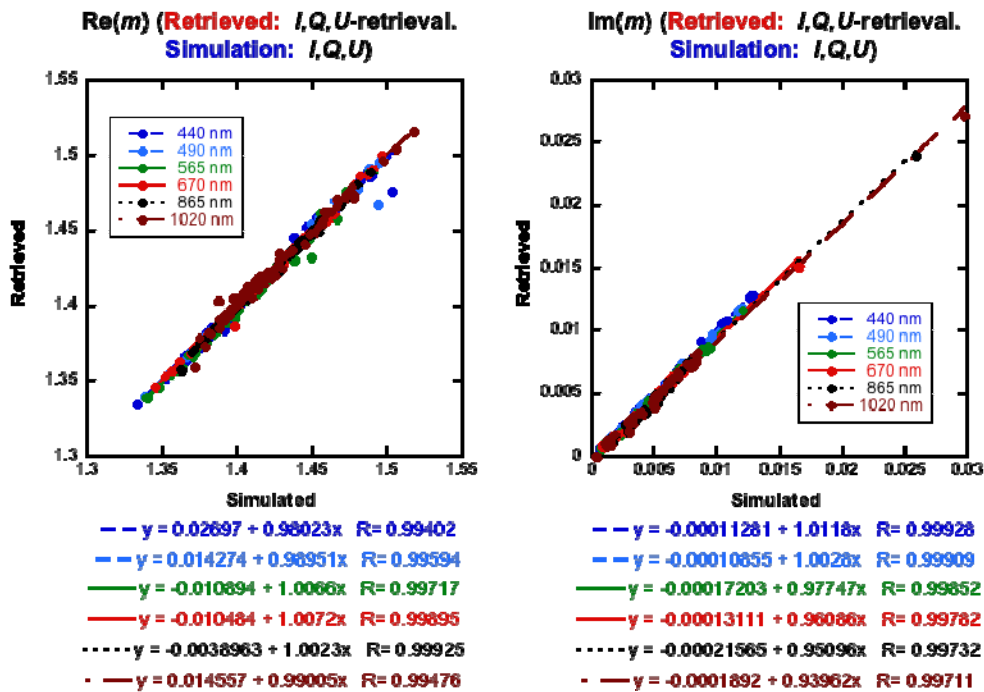 Re(m) (Retrieved: I,Q,U-retrieval.
Simulation: I,Q,U)
1.55
1.5
1.45
1.4
1.35
1.3
Retrieved
440 nm
490 nm
565 nm
670 nm
865 nm
1020 nm
1.3
1.35
1.4
1.45
1.5
1.55
Simulated
y = 0.02697 + 0.98023x R= 0.99402
y = 0.014274 + 0.98951x R= 0.99594
y = -0.010894 + 1.0066x R= 0.99717
y = -0.010484 + 1.0072x R= 0.99895
y = -0.0038963 + 1.0023x R= 0.99925
y = 0.014557 + 0.99005x R= 0.99476
Im(m) (Retrieved: I,Q,U-retrieval.
Simulation: I,Q,U)
0.03
0.025
0.02
0.015
0.01
0.005
0
Retrieved
440 nm
490 nm
565 nm
670 nm
865 nm
1020 nm
0
0.005
0.01
0.015
0.02
0.025
0.03
Simulated
y = -0.00011281 + 1.0118x R= 0.99928
y = -0.00010855 + 1.0028x R= 0.99909
y = -0.00017203 + 0.97747x R= 0.99852
y = -0.00013111 + 0.96086x R= 0.99782
y = -0.00021565 + 0.95096x R= 0.99732
y = -0.0001892 + 0.93962x R= 0.99711